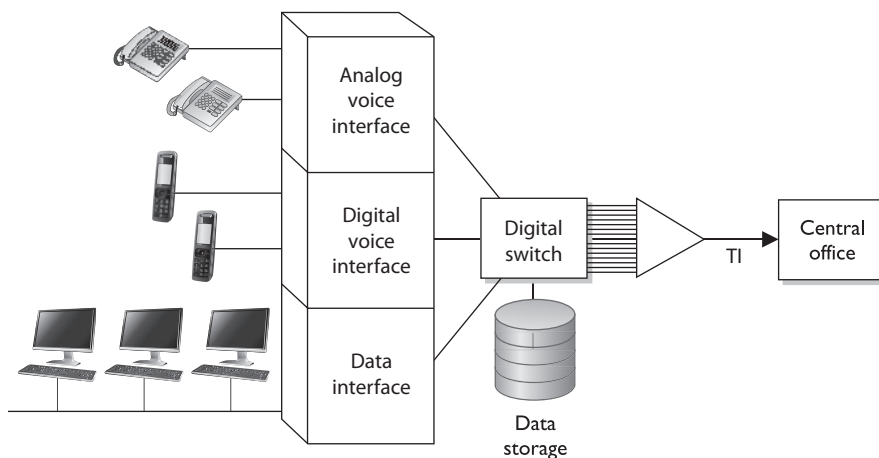 Analog
voice
interface
Digital
voice
interface
Data
interface
Digital
switch
Data
storage
TI
Central
office